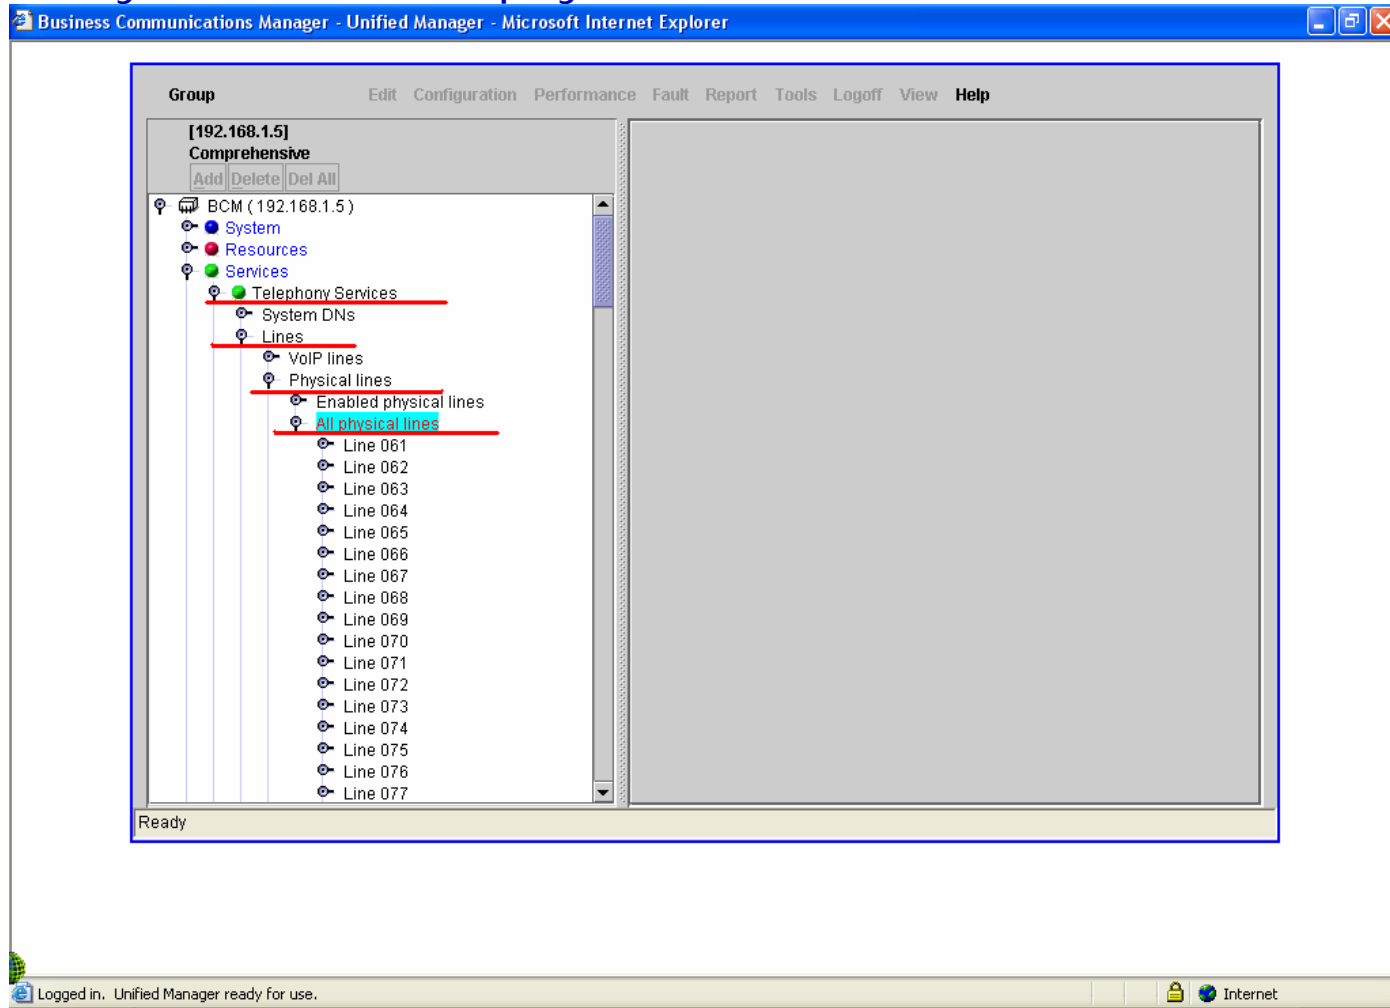 Business Communications Manager - Unified Manager - Microsoft Internet Explorer
Group Edit Configuration Performance Fault Report Tools Logoff View Help
[192.168.1.5]
Comprehensive
Add Delete Del All
BCM ( 192.168.1.5 )
System
Resources
Services
Telephony Services
System DNs
Lines
VoIP lines
Physical lines
Enabled physical lines
All physical lines
Line 061
Line 062
Line 063
Line 064
Line 065
Line 066
Line 067
Line 068
Line 069
Line 070
Line 071
Line 072
Line 073
Line 074
Line 075
Line 076
Line 077
Ready
Logged in. Unified Manager ready for use.
Internet